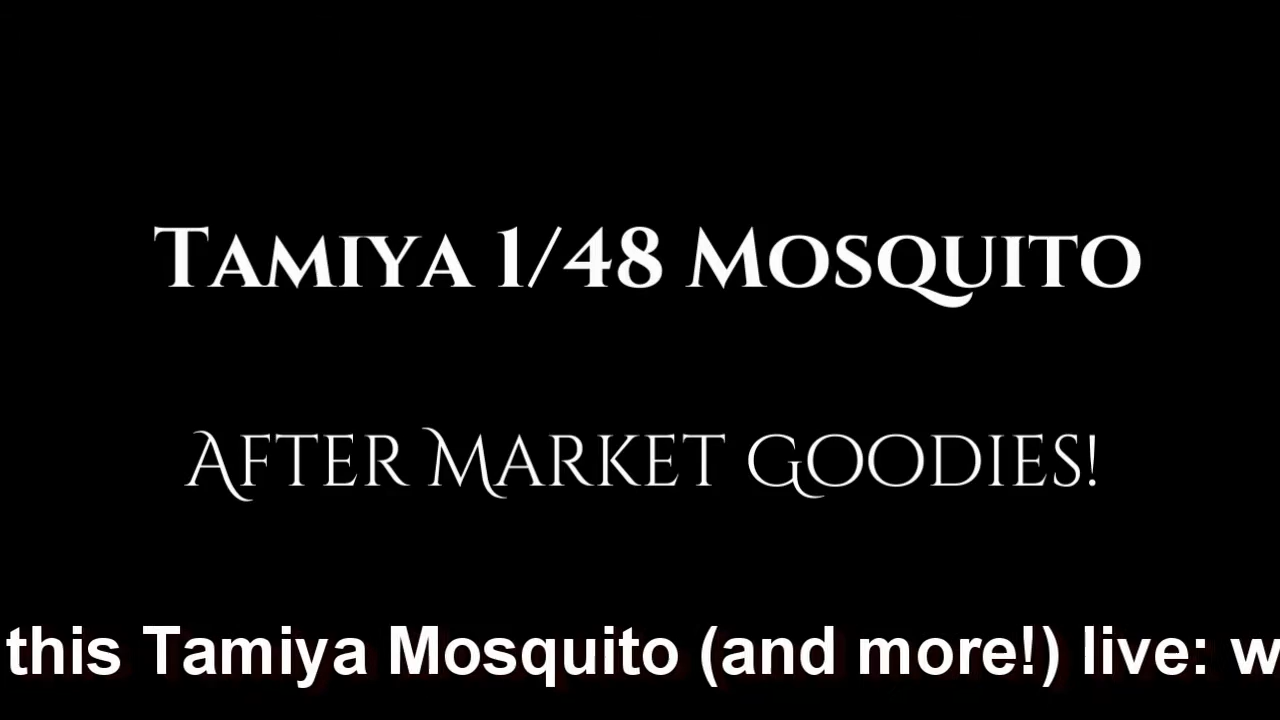 Tamiya 1/48 Mosquito
After Market Goodies!
this Tamiya Mosquito (and more!) live: w